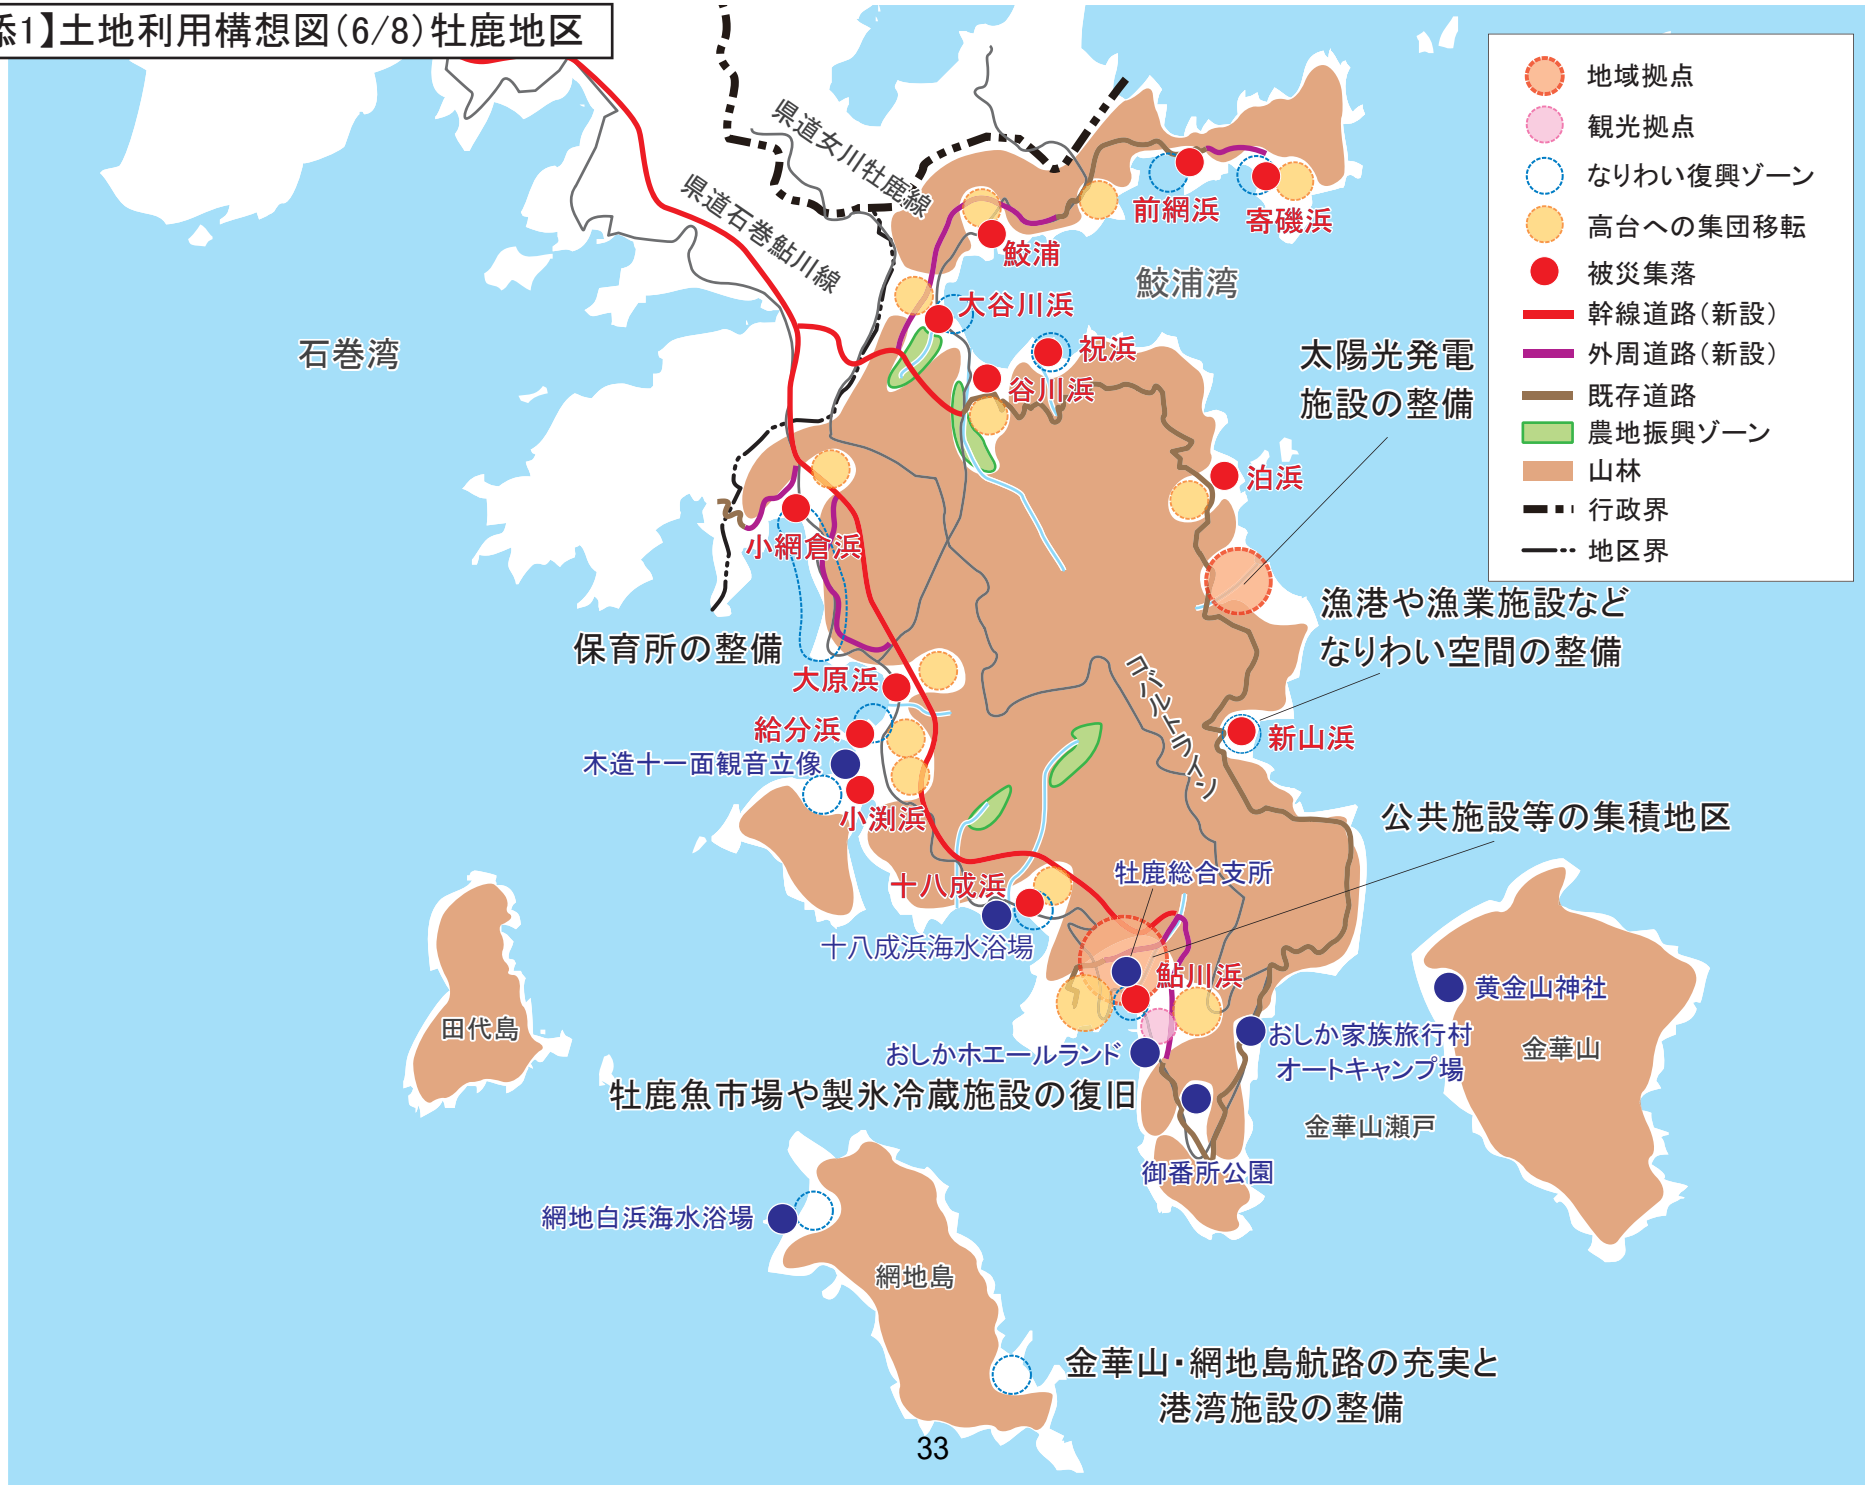 添1】土地利用構想図(6/8)牡鹿地区
地域拠点
観光拠点
なりわい復興ゾーン
高台への集団移転
被災集落
幹線道路(新設)
外周道路(新設)
既存道路
農地振興ゾーン
山林
行政界
地区界
県道女川牡鹿線
県道石巻鮎川線
前網浜
寄磯浜
鮫浦
鮫浦湾
大谷川浜
石巻湾
祝浜
谷川浜
太陽光発電
施設の整備
泊浜
小網倉浜
漁港や漁業施設など
なりわい空間の整備
保育所の整備
大原浜
コバルトライン
給分浜
新山浜
木造十一面観音立像
小渕浜
公共施設等の集積地区
牡鹿総合支所
十八成浜
十八成浜海水浴場
鮎川浜
黄金山神社
田代島
おしか家族旅行村
オートキャンプ場
金華山
おしかホエールランド
牡鹿魚市場や製氷冷蔵施設の復旧
金華山瀬戸
御番所公園
網地白浜海水浴場
網地島
金華山・網地島航路の充実と
港湾施設の整備
33